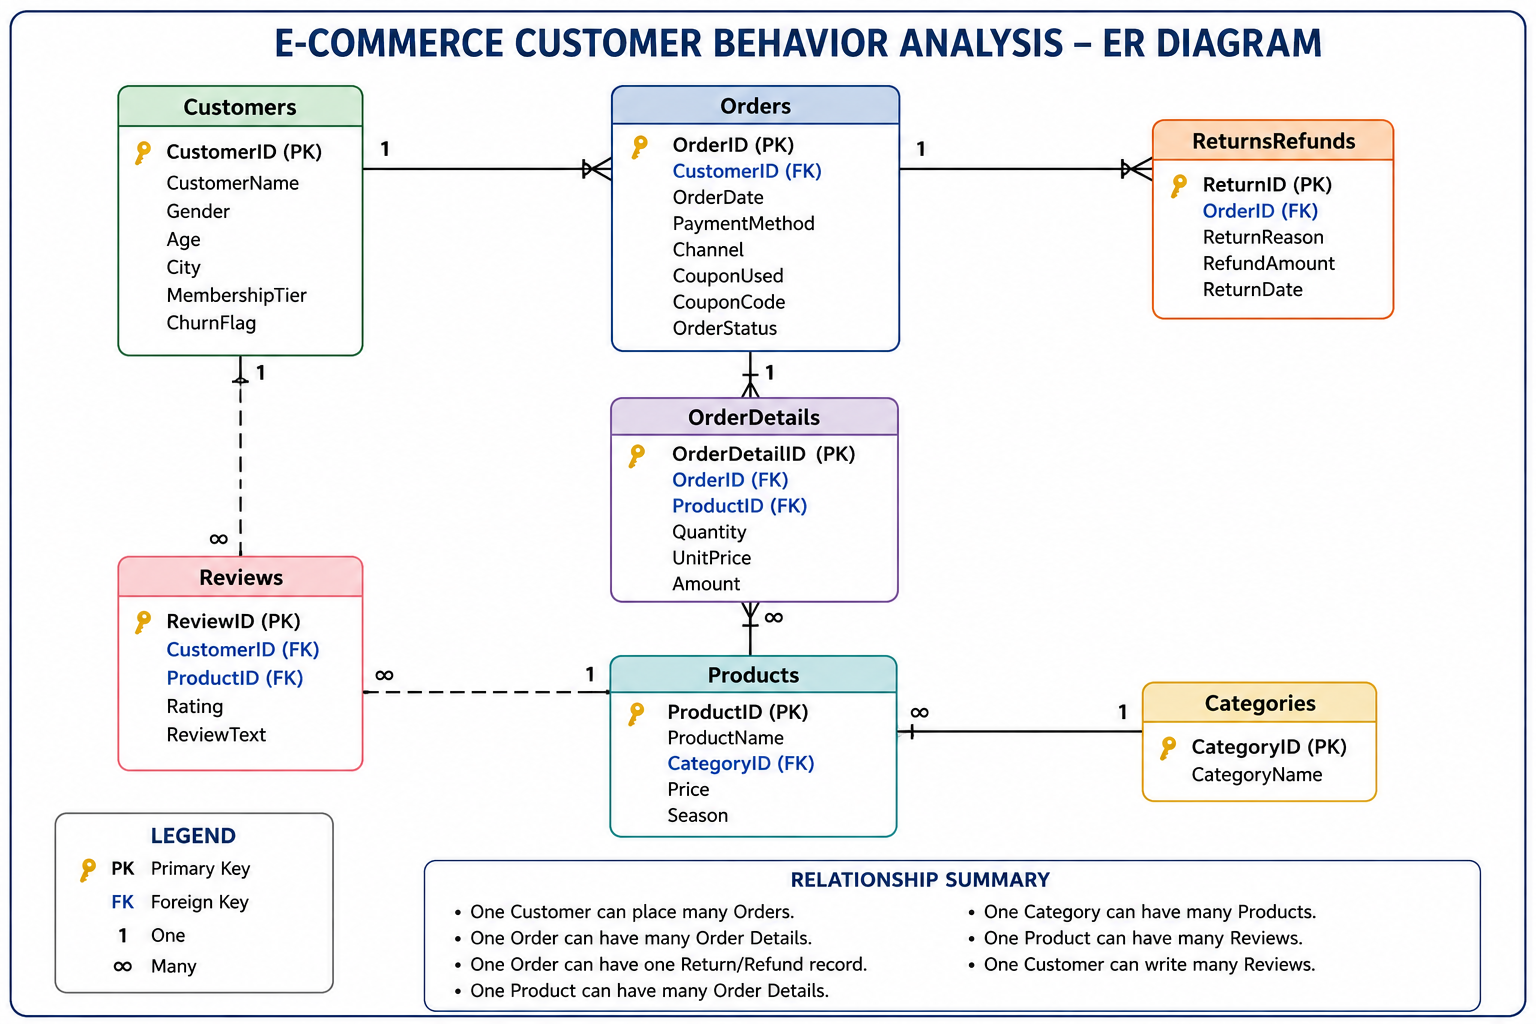 E-COMMERCE CUSTOMER BEHAVIOR ANALYSIS – ER DIAGRAM
Customers
CustomerID (PK)
CustomerName
Gender
Age
City
MembershipTier
ChurnFlag
1
Orders
OrderID (PK)
CustomerID (FK)
OrderDate
PaymentMethod
Channel
CouponUsed
CouponCode
OrderStatus
1
ReturnsRefunds
ReturnID (PK)
OrderID (FK)
ReturnReason
RefundAmount
ReturnDate
1
∞
1
OrderDetails
OrderDetailID (PK)
OrderID (FK)
ProductID (FK)
Quantity
UnitPrice
Amount
∞
Reviews
ReviewID (PK)
CustomerID (FK)
ProductID (FK)
Rating
ReviewText
∞
1
Products
ProductID (PK)
ProductName
CategoryID (FK)
Price
Season
∞
1
Categories
CategoryID (PK)
CategoryName
LEGEND
PK Primary Key
FK Foreign Key
1 One
∞ Many
RELATIONSHIP SUMMARY
• One Customer can place many Orders.
• One Order can have many Order Details.
• One Order can have one Return/Refund record.
• One Product can have many Order Details.
• One Category can have many Products.
• One Product can have many Reviews.
• One Customer can write many Reviews.